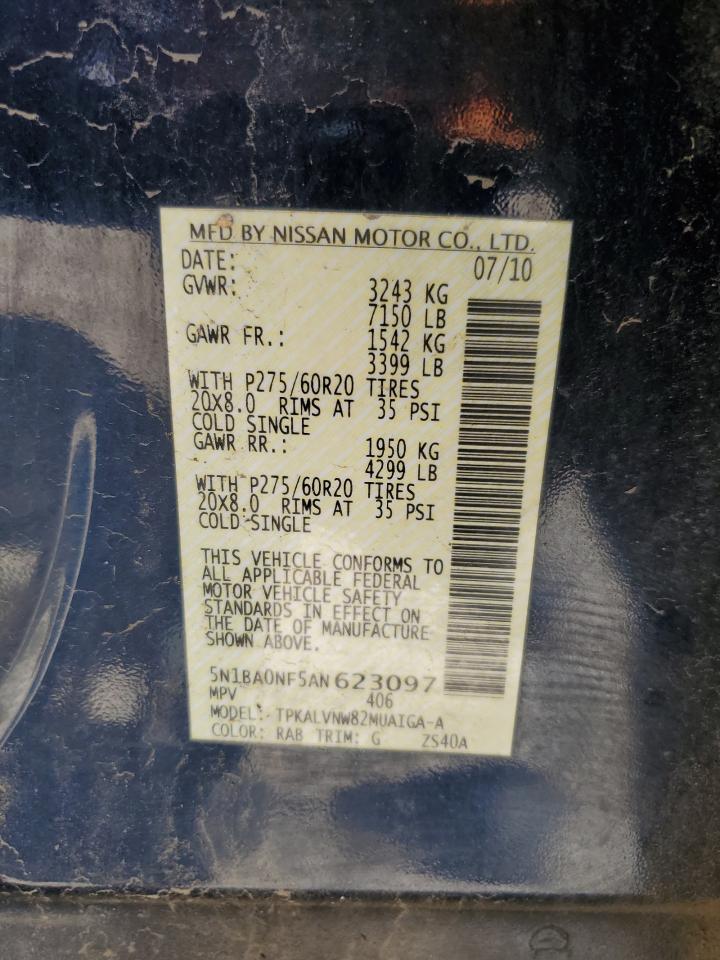 MFD BY NISSAN MOTOR CO., LTD.
DATE: 07/10
GVWR: 3243 KG
7150 LB
GAWR FR.: 1542 KG
3399 LB
WITH P275/60R20 TIRES
20X8.0 RIMS AT 35 PSI
COLD SINGLE
GAWR RR.: 1950 KG
4299 LB
WITH P275/60R20 TIRES
20X8.0 RIMS AT 35 PSI
COLD SINGLE
THIS VEHICLE CONFORMS TO
ALL APPLICABLE FEDERAL
MOTOR VEHICLE SAFETY
STANDARDS IN EFFECT ON
THE DATE OF MANUFACTURE
SHOWN ABOVE.
5N1BA0NF5AN623097
MPV 406
MODEL: TPKALVNW82MUAIGA-A
COLOR: RAB TRIM: G ZS40A